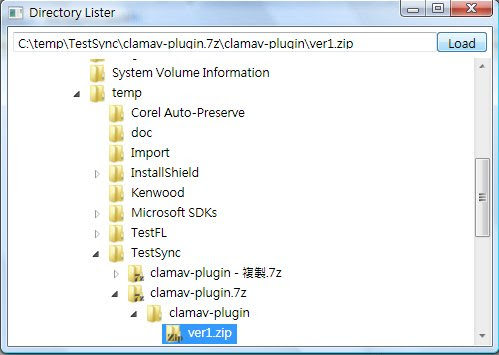 Directory Lister
C:\temp\TestSync\clamav-plugin.7z\clamav-plugin\ver1.zip
Load
System Volume Information
temp
Corel Auto-Preserve
doc
Import
InstallShield
Kenwood
Microsoft SDKs
TestFL
TestSync
clamav-plugin - 複製.7z
clamav-plugin.7z
clamav-plugin
ver1.zip